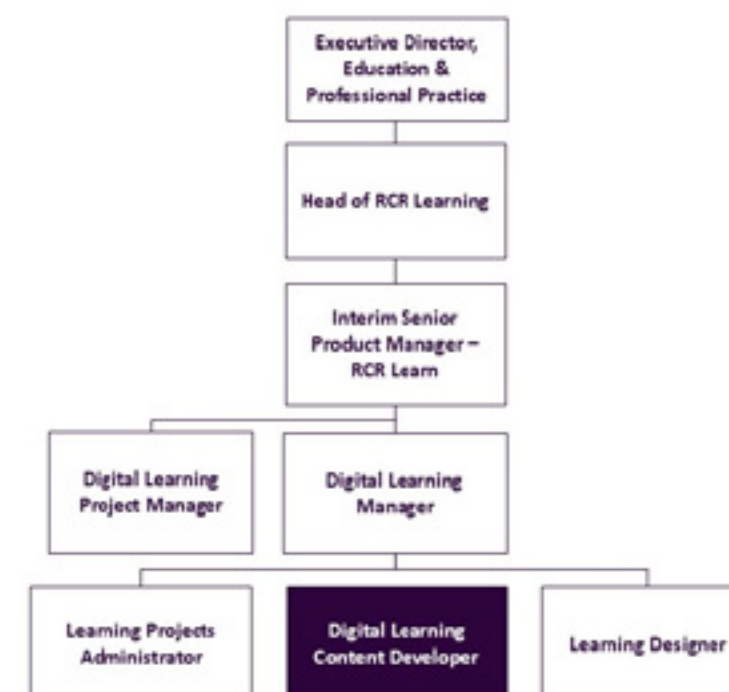 Executive Director,
Education &
Professional Practice
Head of RCR Learning
Interim Senior
Product Manager –
RCR Learn
Digital Learning
Project Manager
Digital Learning
Manager
Learning Projects
Administrator
Digital Learning
Content Developer
Learning Designer